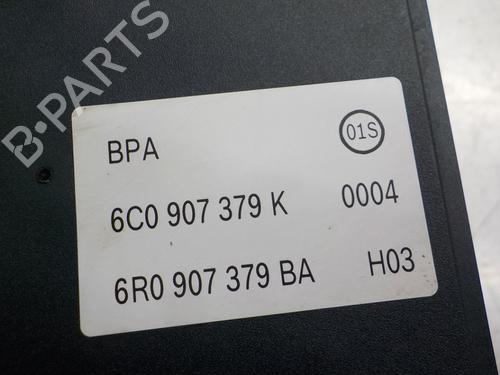 B-PARTS
BPA 01S
6C0 907 379 K 0004
6R0 907 379 BA H03